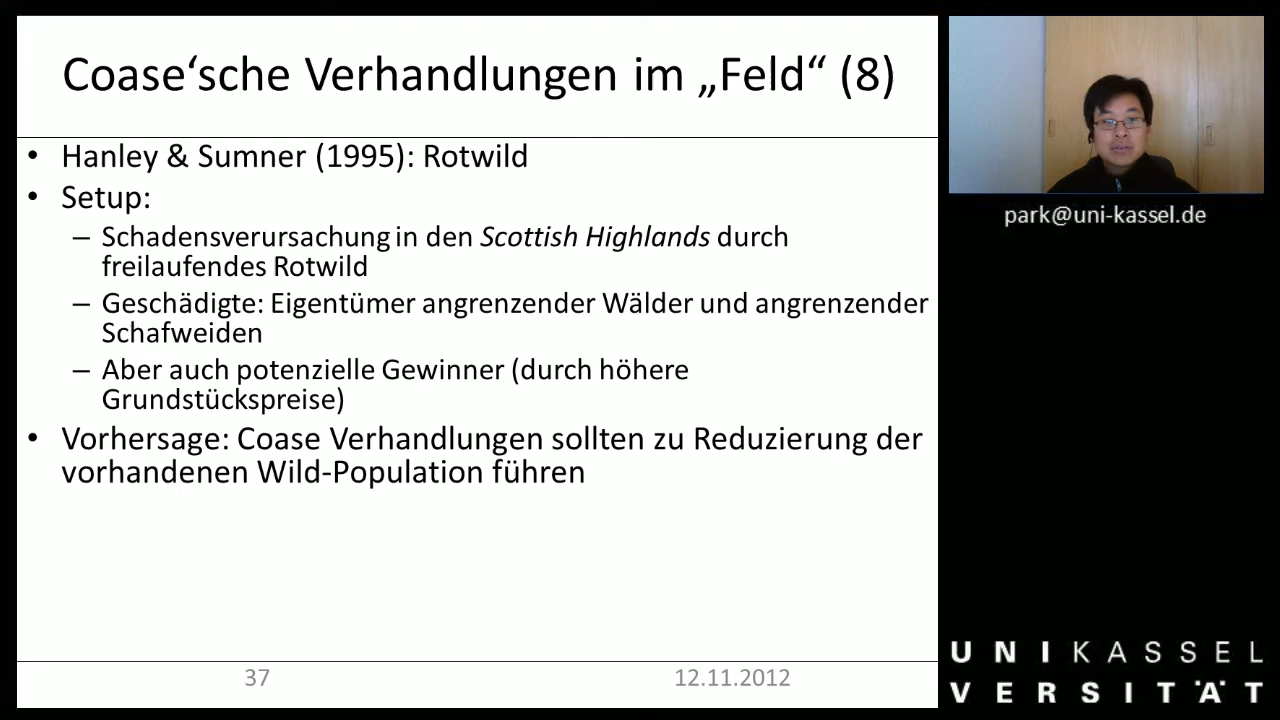 Coase‘sche Verhandlungen im „Feld“ (8)
• Hanley & Sumner (1995): Rotwild
• Setup:
– Schadensverursachung in den Scottish Highlands durch
freilaufendes Rotwild
– Geschädigte: Eigentümer angrenzender Wälder und angrenzender
Schafweiden
– Aber auch potenzielle Gewinner (durch höhere
Grundstückspreise)
• Vorhersage: Coase Verhandlungen sollten zu Reduzierung der
vorhandenen Wild-Population führen
37
12.11.2012
park@uni-kassel.de
UNIKASSEL
VERSITÄT